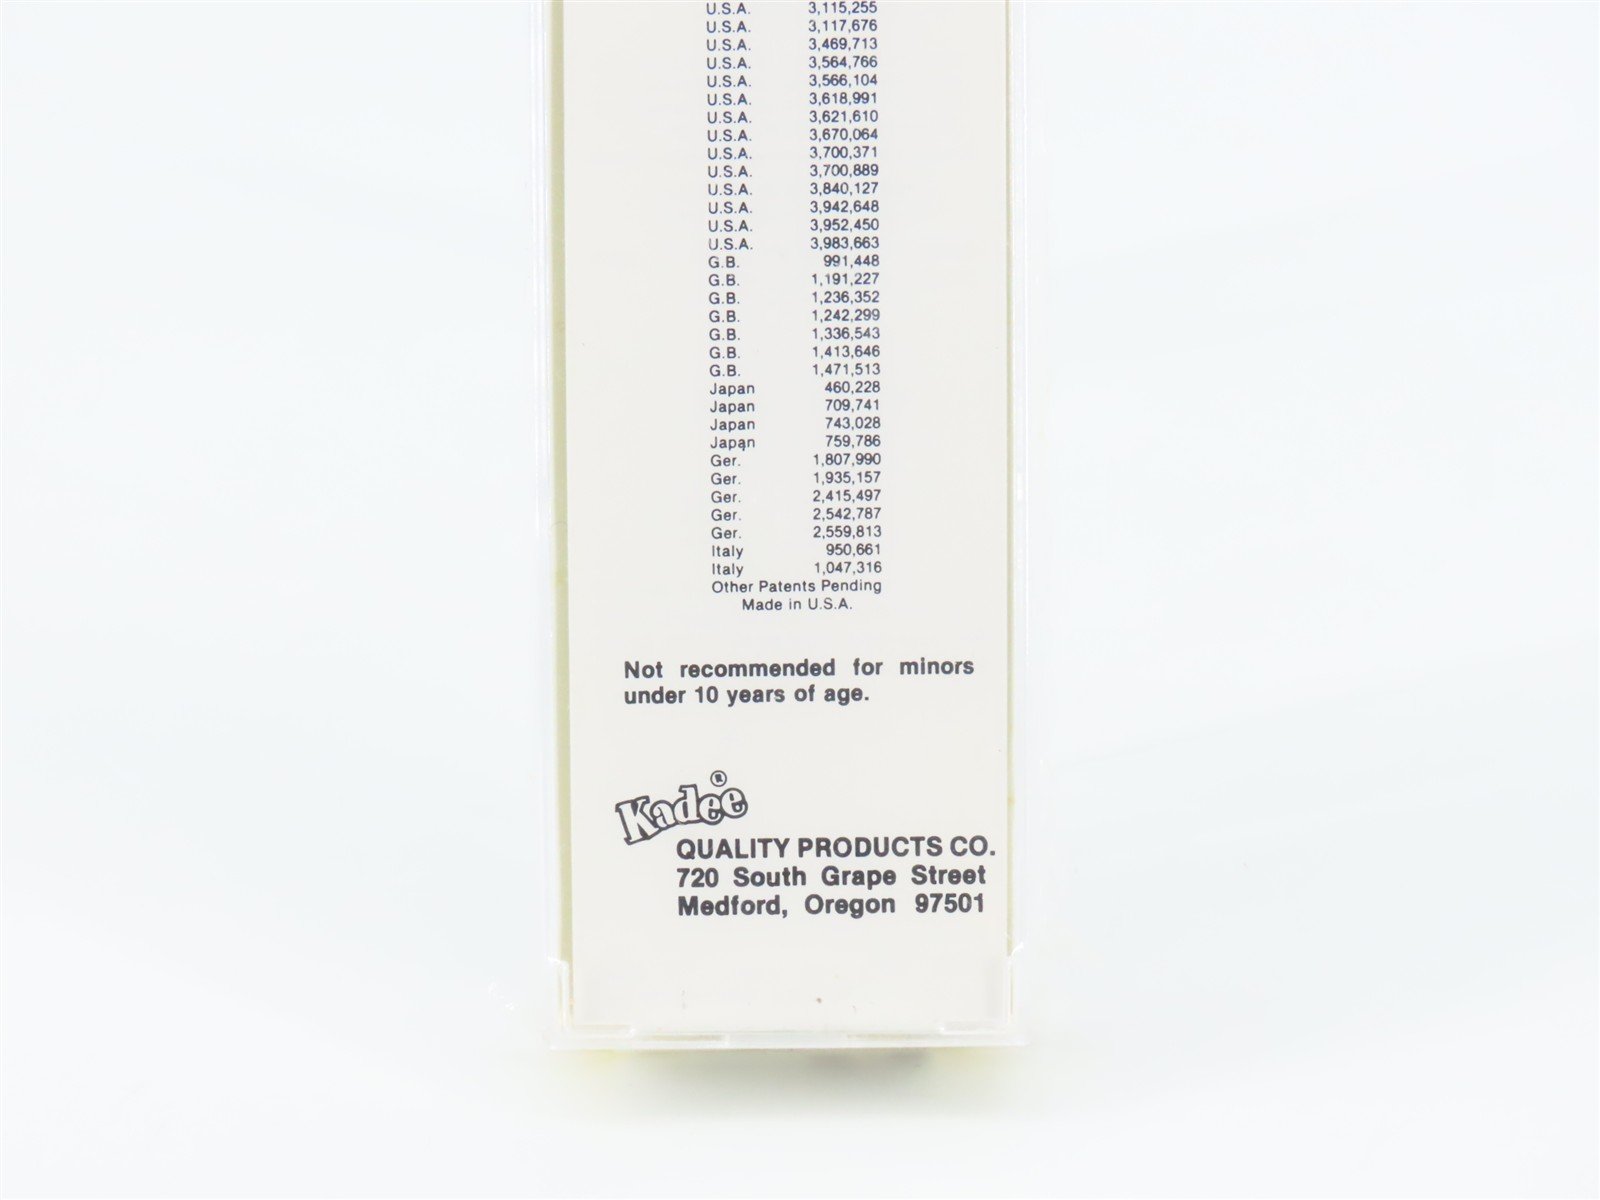 U.S.A. 3,115,255
U.S.A. 3,117,676
U.S.A. 3,469,713
U.S.A. 3,564,766
U.S.A. 3,566,104
U.S.A. 3,618,991
U.S.A. 3,621,610
U.S.A. 3,670,064
U.S.A. 3,700,371
U.S.A. 3,700,889
U.S.A. 3,840,127
U.S.A. 3,942,648
U.S.A. 3,952,450
U.S.A. 3,983,663
G.B. 991,448
G.B. 1,191,227
G.B. 1,236,352
G.B. 1,242,299
G.B. 1,336,543
G.B. 1,413,646
G.B. 1,471,513
Japan 460,228
Japan 709,741
Japan 743,028
Japan 759,786
Ger. 1,807,990
Ger. 1,935,157
Ger. 2,415,497
Ger. 2,542,787
Ger. 2,559,813
Italy 950,661
Italy 1,047,316
Other Patents Pending
Made in U.S.A.
Not recommended for minors
under 10 years of age.
Kadee®
QUALITY PRODUCTS CO.
720 South Grape Street
Medford, Oregon 97501